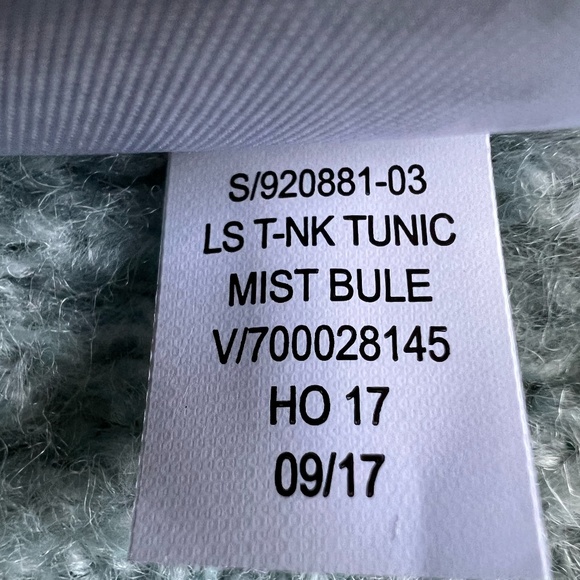 S/920881-03
LS T-NK TUNIC
MIST BULE
V/700028145
HO 17
09/17